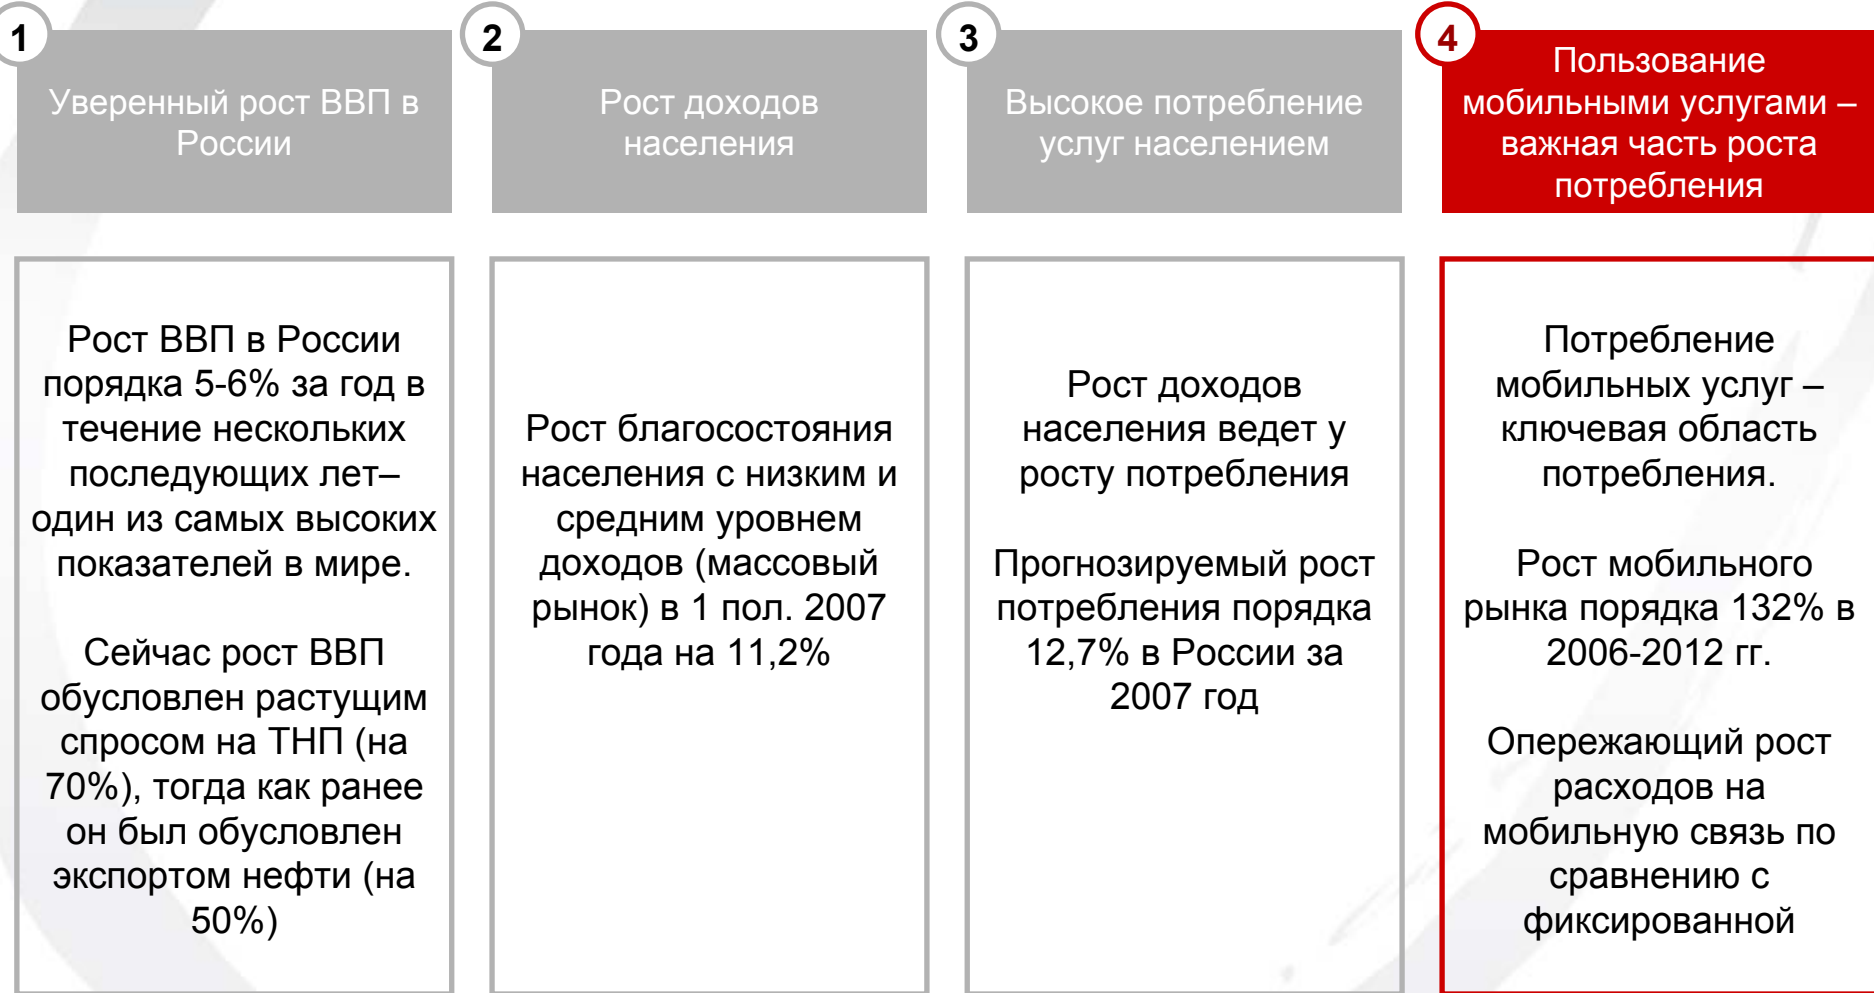 1
Уверенный рост ВВП в
России
2
Рост доходов
населения
3
Высокое потребление
услуг населением
4
Пользование
мобильными услугами –
важная часть роста
потребления
Рост ВВП в России
порядка 5-6% за год в
течение нескольких
последующих лет–
один из самых высоких
показателей в мире.
Сейчас рост ВВП
обусловлен растущим
спросом на ТНП (на
70%), тогда как ранее
он был обусловлен
экспортом нефти (на
50%)
Рост благосостояния
населения с низким и
средним уровнем
доходов (массовый
рынок) в 1 пол. 2007
года на 11,2%
Рост доходов
населения ведет у
росту потребления
Прогнозируемый рост
потребления порядка
12,7% в России за
2007 год
Потребление
мобильных услуг –
ключевая область
потребления.
Рост мобильного
рынка порядка 132% в
2006-2012 гг.
Опережающий рост
расходов на
мобильную связь по
сравнению с
фиксированной